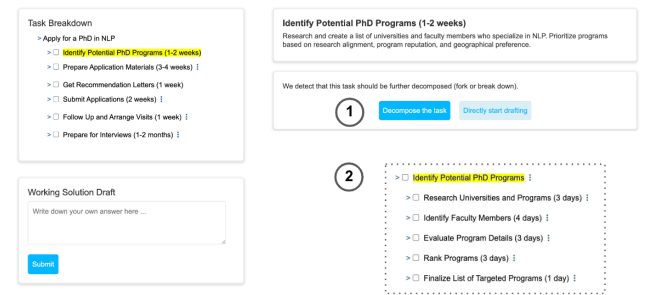 Task Breakdown
> Apply for a PhD in NLP
> Identify Potential PhD Programs (1-2 weeks)
> Prepare Application Materials (3-4 weeks)
> Get Recommendation Letters (1 week)
> Submit Applications (2 weeks)
> Follow Up and Arrange Visits (1 week)
> Prepare for Interviews (1-2 months)
Working Solution Draft
Write down your own answer here ...
Submit
Identify Potential PhD Programs (1-2 weeks)
Research and create a list of universities and faculty members who specialize in NLP. Prioritize programs
based on research alignment, program reputation, and geographical preference.
We detect that this task should be further decomposed (fork or break down).
1
Decompose the task
Directly start drafting
2
> Identify Potential PhD Programs
> Research Universities and Programs (3 days)
> Identify Faculty Members (4 days)
> Evaluate Program Details (3 days)
> Rank Programs (3 days)
> Finalize List of Targeted Programs (1 day)